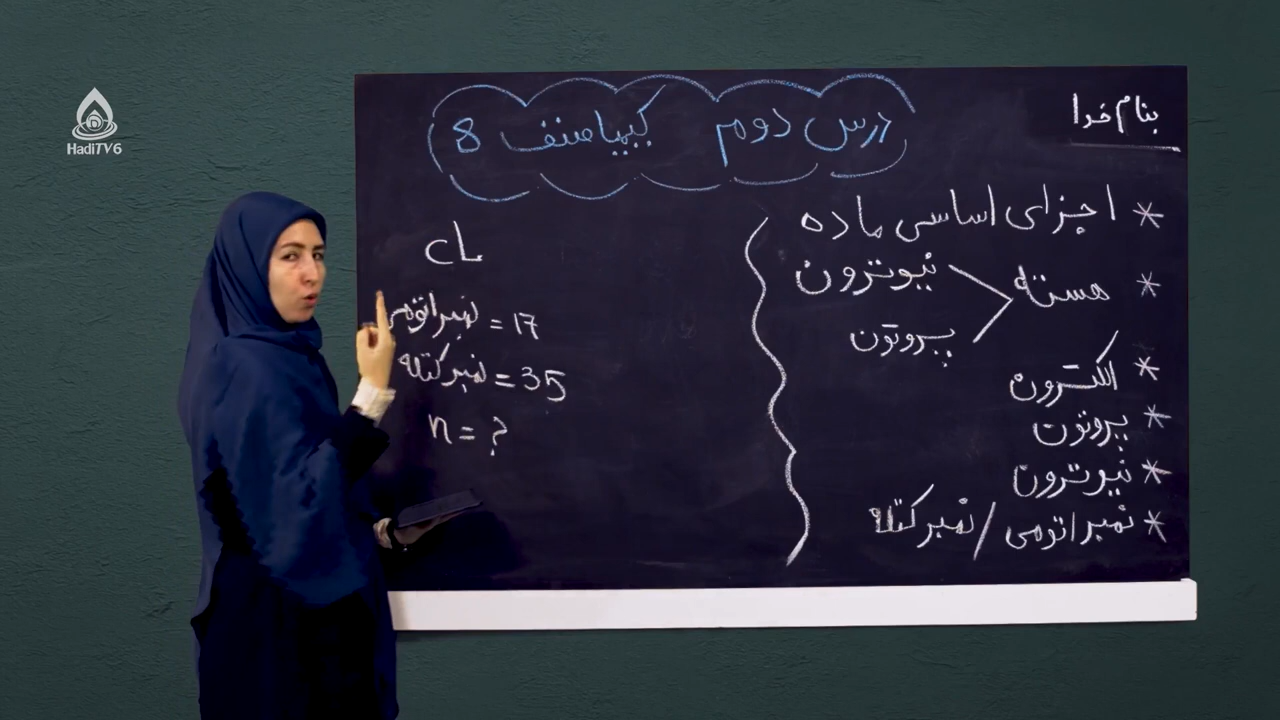 بنام خدا
درس دوم کیمیا صنف 8
* اجزای اساسی ماده
* هسته
نیوترون
پروتون
* الکترون
* پروتون
* نیوترون
* نمبر اتومی / نمبر کتله
CL
نمبر اتومی = 17
نمبر کتله = 35
n = ?
HadiTV6